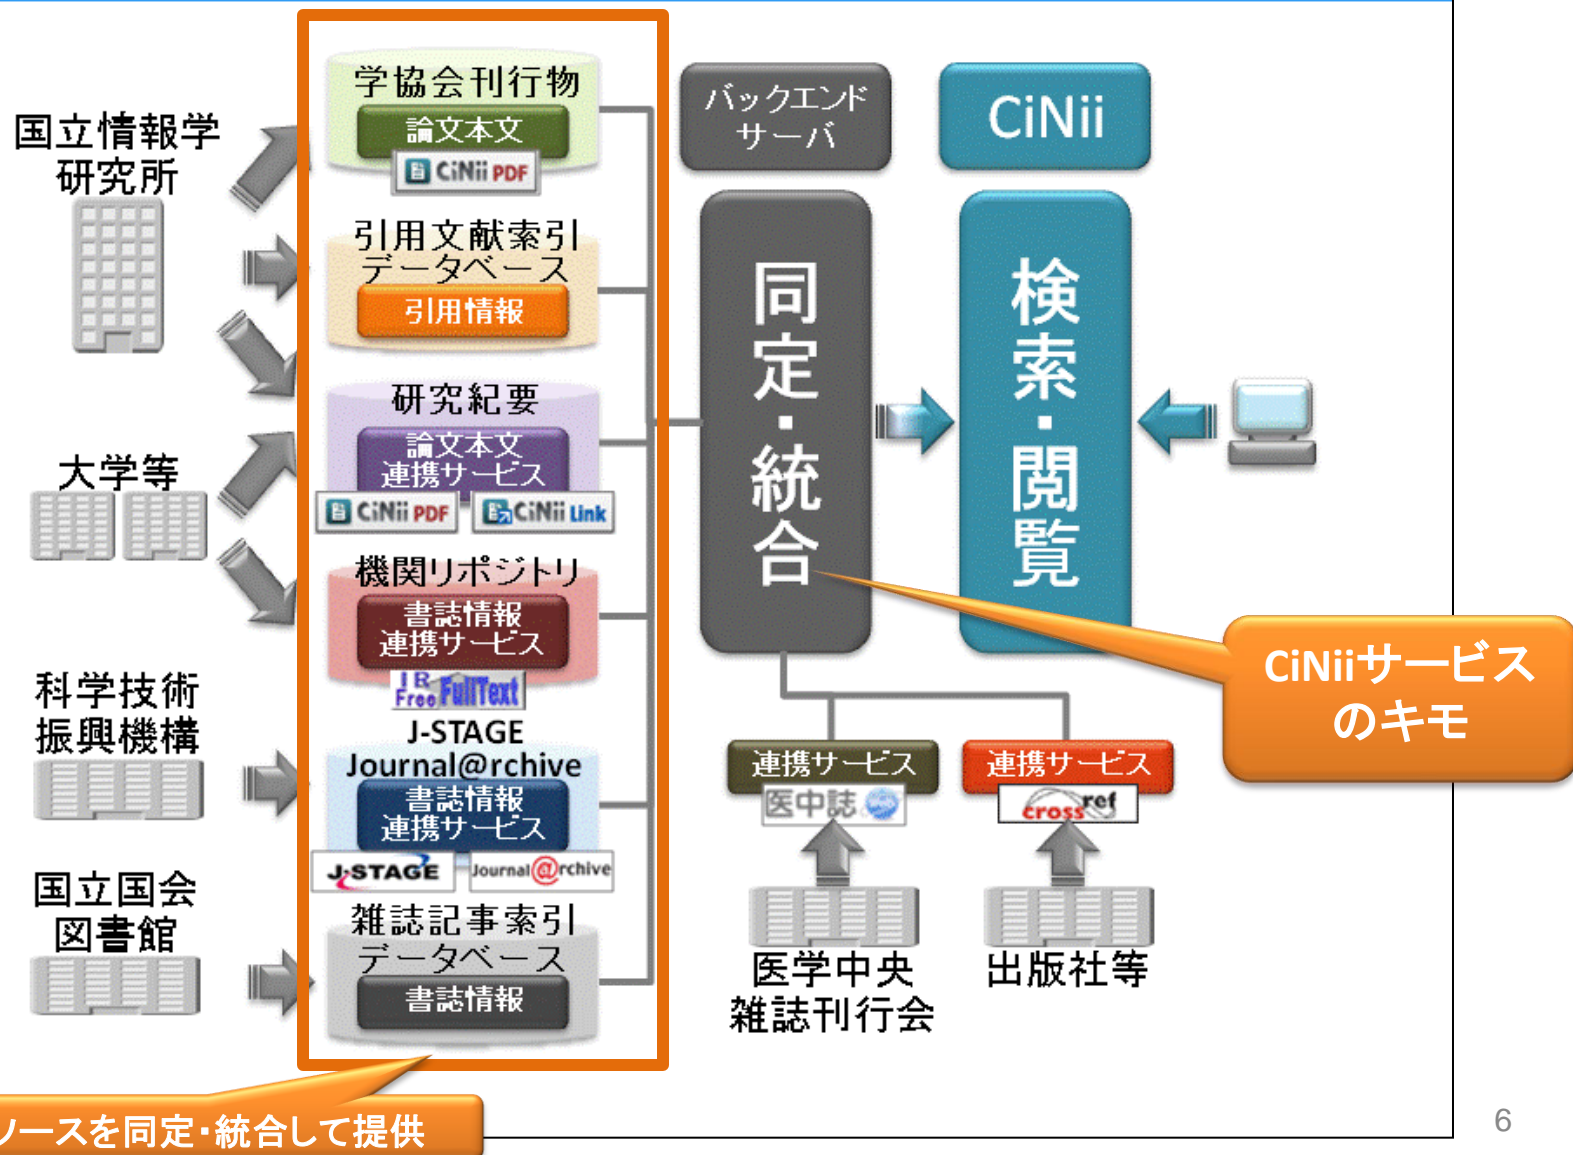 国立情報学
研究所
大学等
科学技術
振興機構
国立国会
図書館
学協会刊行物
論文本文
CiNii PDF
引用文献索引
データベース
引用情報
研究紀要
論文本文
連携サービス
CiNii PDF
CiNii Link
機関リポジトリ
書誌情報
連携サービス
IR
Free FullText
J-STAGE
Journal@rchive
書誌情報
連携サービス
J-STAGE
Journal@rchive
雑誌記事索引
データベース
書誌情報
バックエンド
サーバ
同定・統合
CiNii
検索・閲覧
CiNiiサービス
のキモ
連携サービス
医中誌
連携サービス
crossref
医学中央
雑誌刊行会
出版社等
ソースを同定・統合して提供
6